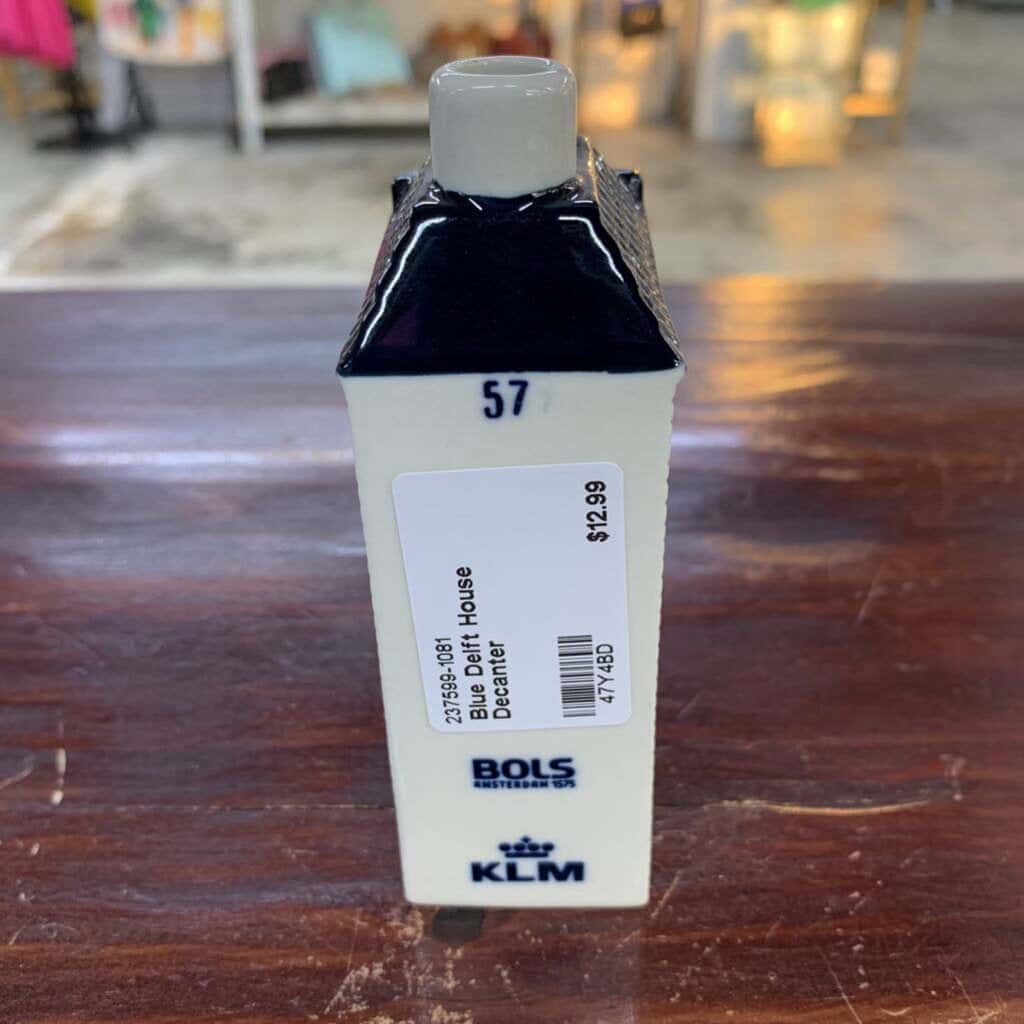 57
237599-1081
Blue Delft House
Decanter
$12.99
47Y4BD
BOLS
AMSTERDAM 1575
KLM